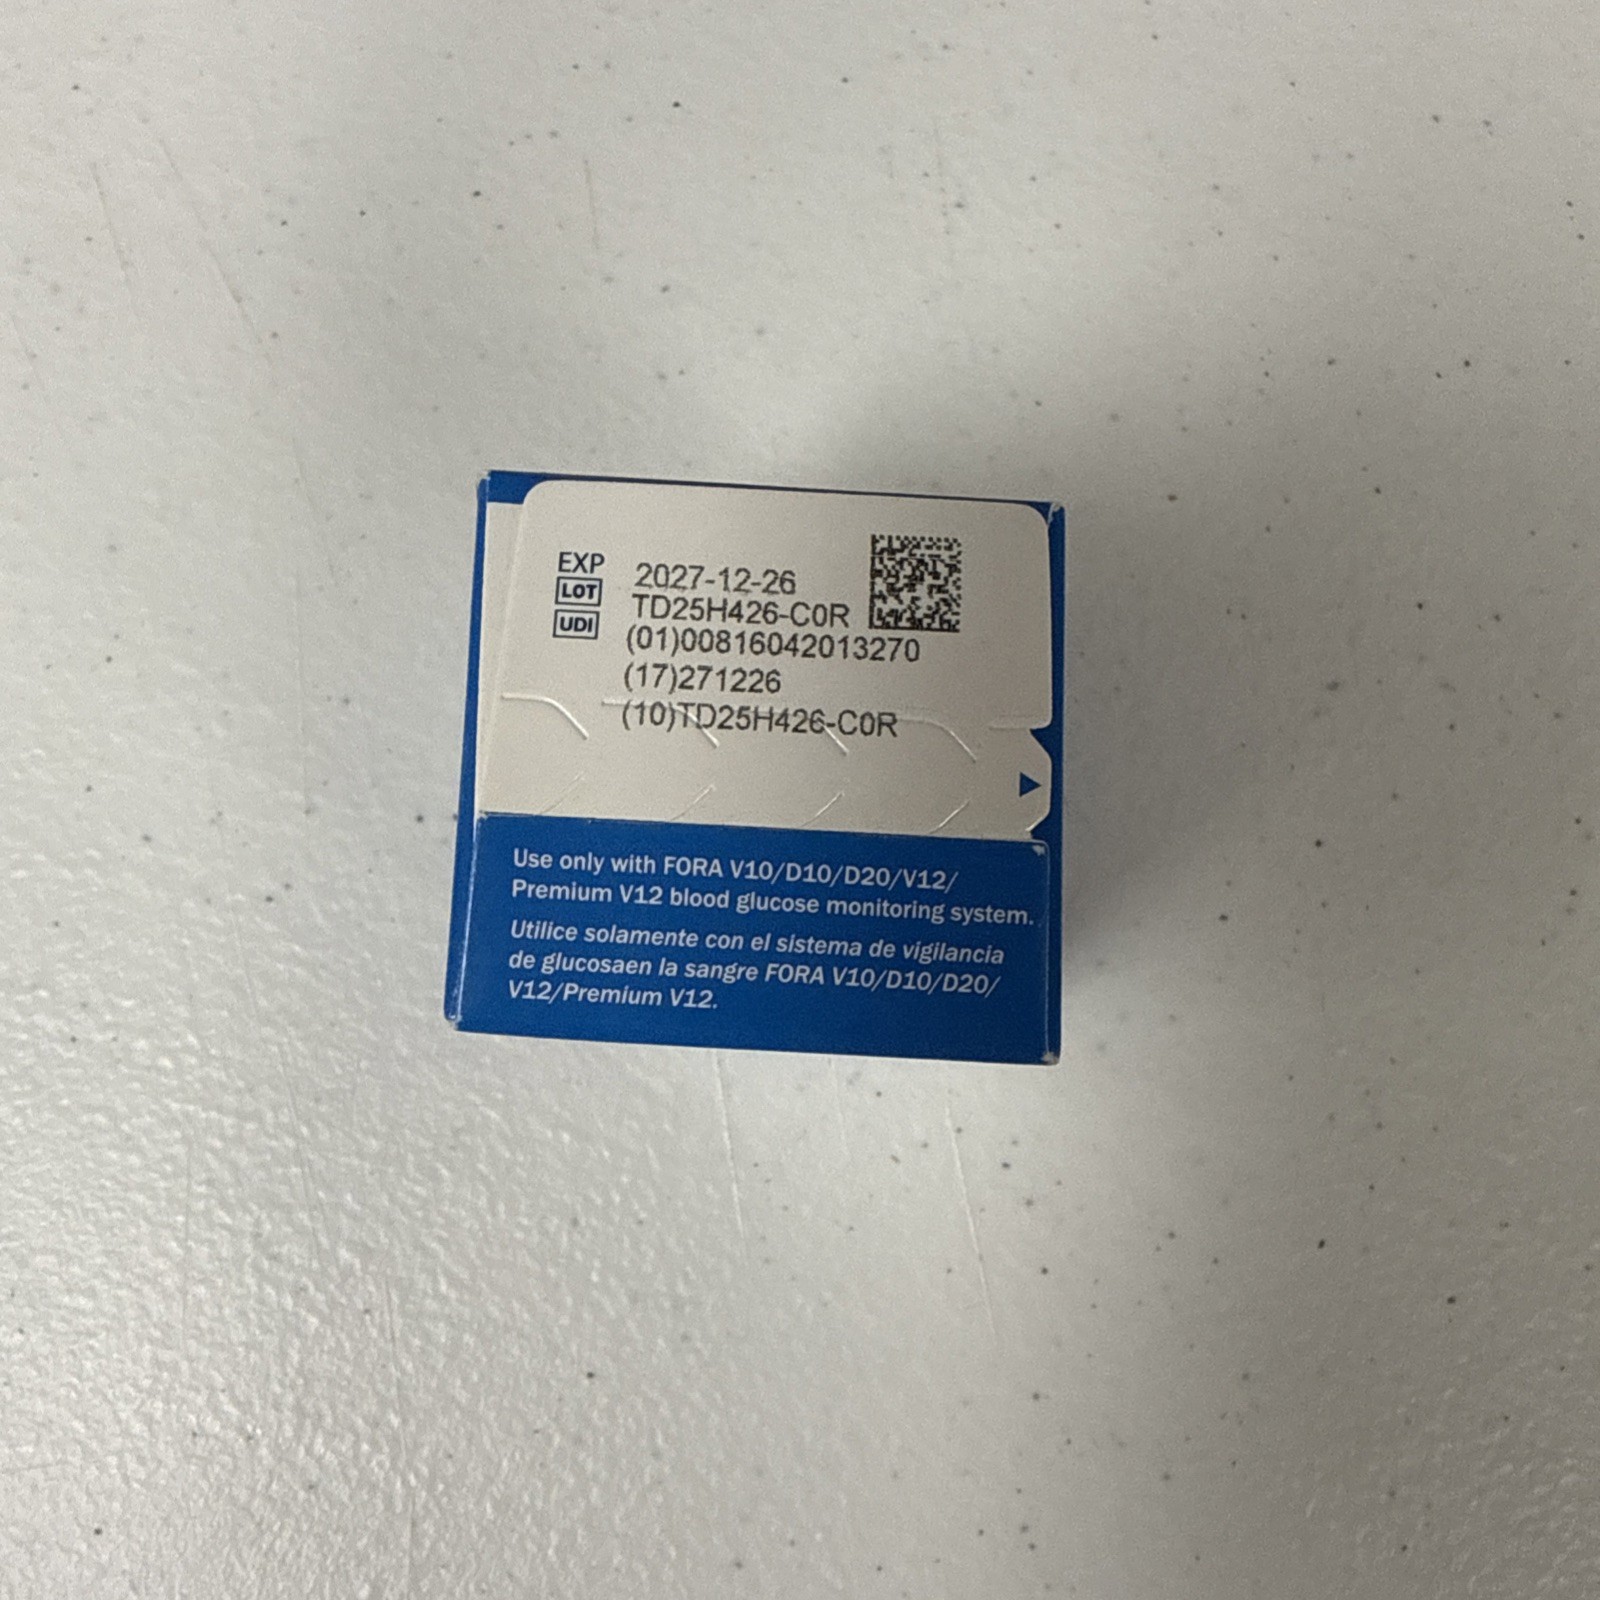 EXP 2027-12-26
LOT TD25H426-C0R
UDI (01)00816042013270
(17)271226
(10)TD25H426-C0R
Use only with FORA V10/D10/D20/V12/
Premium V12 blood glucose monitoring system.
Utilice solamente con el sistema de vigilancia
de glucosaen la sangre FORA V10/D10/D20/
V12/Premium V12.